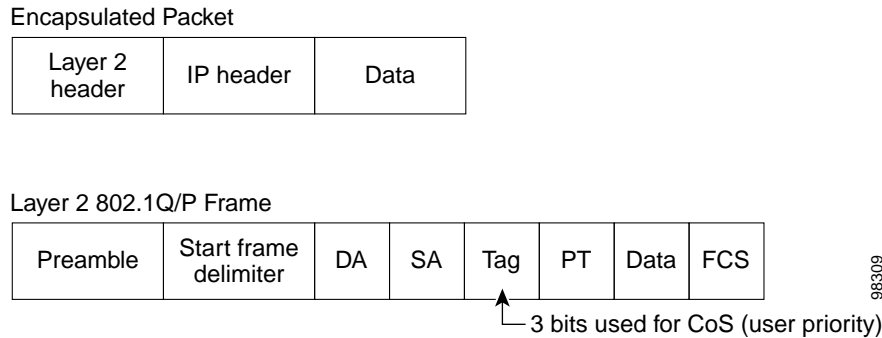 Encapsulated Packet
Layer 2
header
IP header
Data
Layer 2 802.1Q/P Frame
Preamble
Start frame
delimiter
DA
SA
Tag
PT
Data
FCS
3 bits used for CoS (user priority)
98309